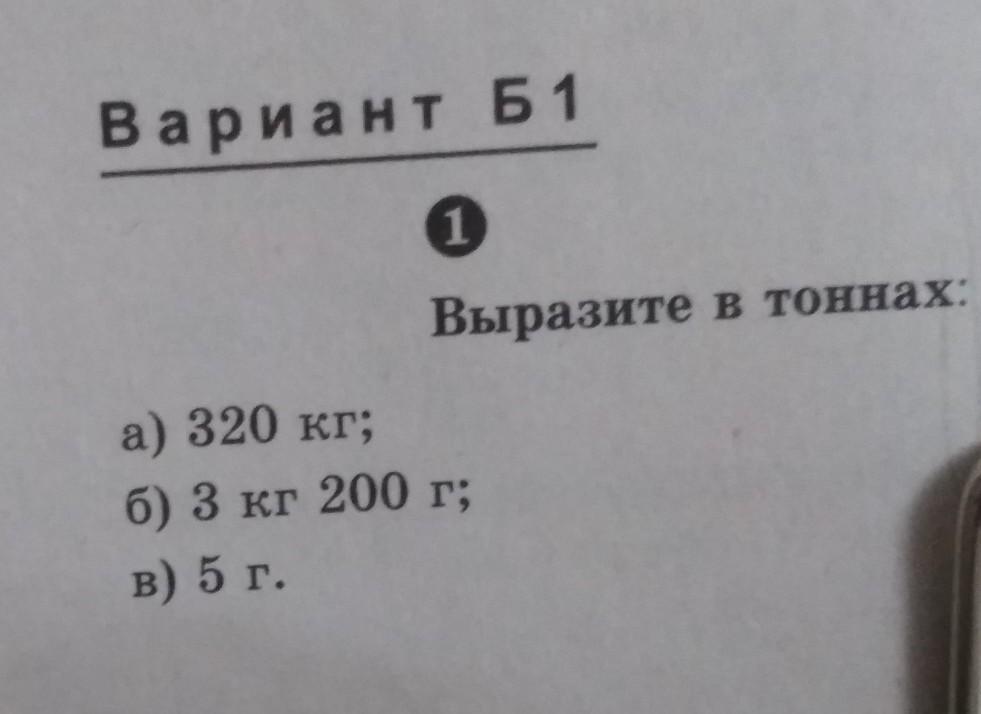 Вариант Б1
1
Выразите в тоннах:
а) 320 кг;
б) 3 кг 200 г;
в) 5 г.